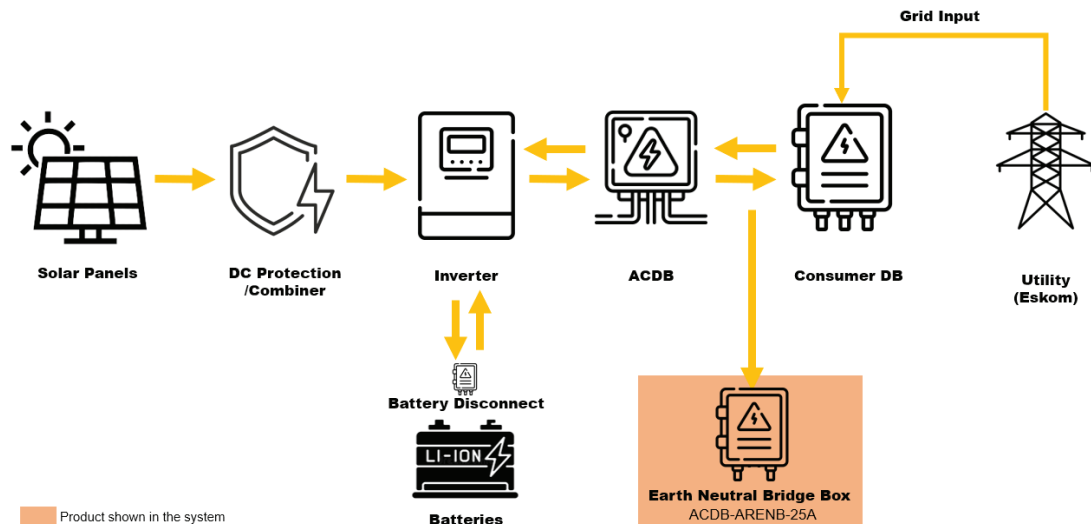 Grid Input
Solar Panels
DC Protection
/Combiner
Inverter
ACDB
Consumer DB
Utility
(Eskom)
Battery Disconnect
LI-ION
Batteries
Earth Neutral Bridge Box
ACDB-ARENB-25A
Product shown in the system